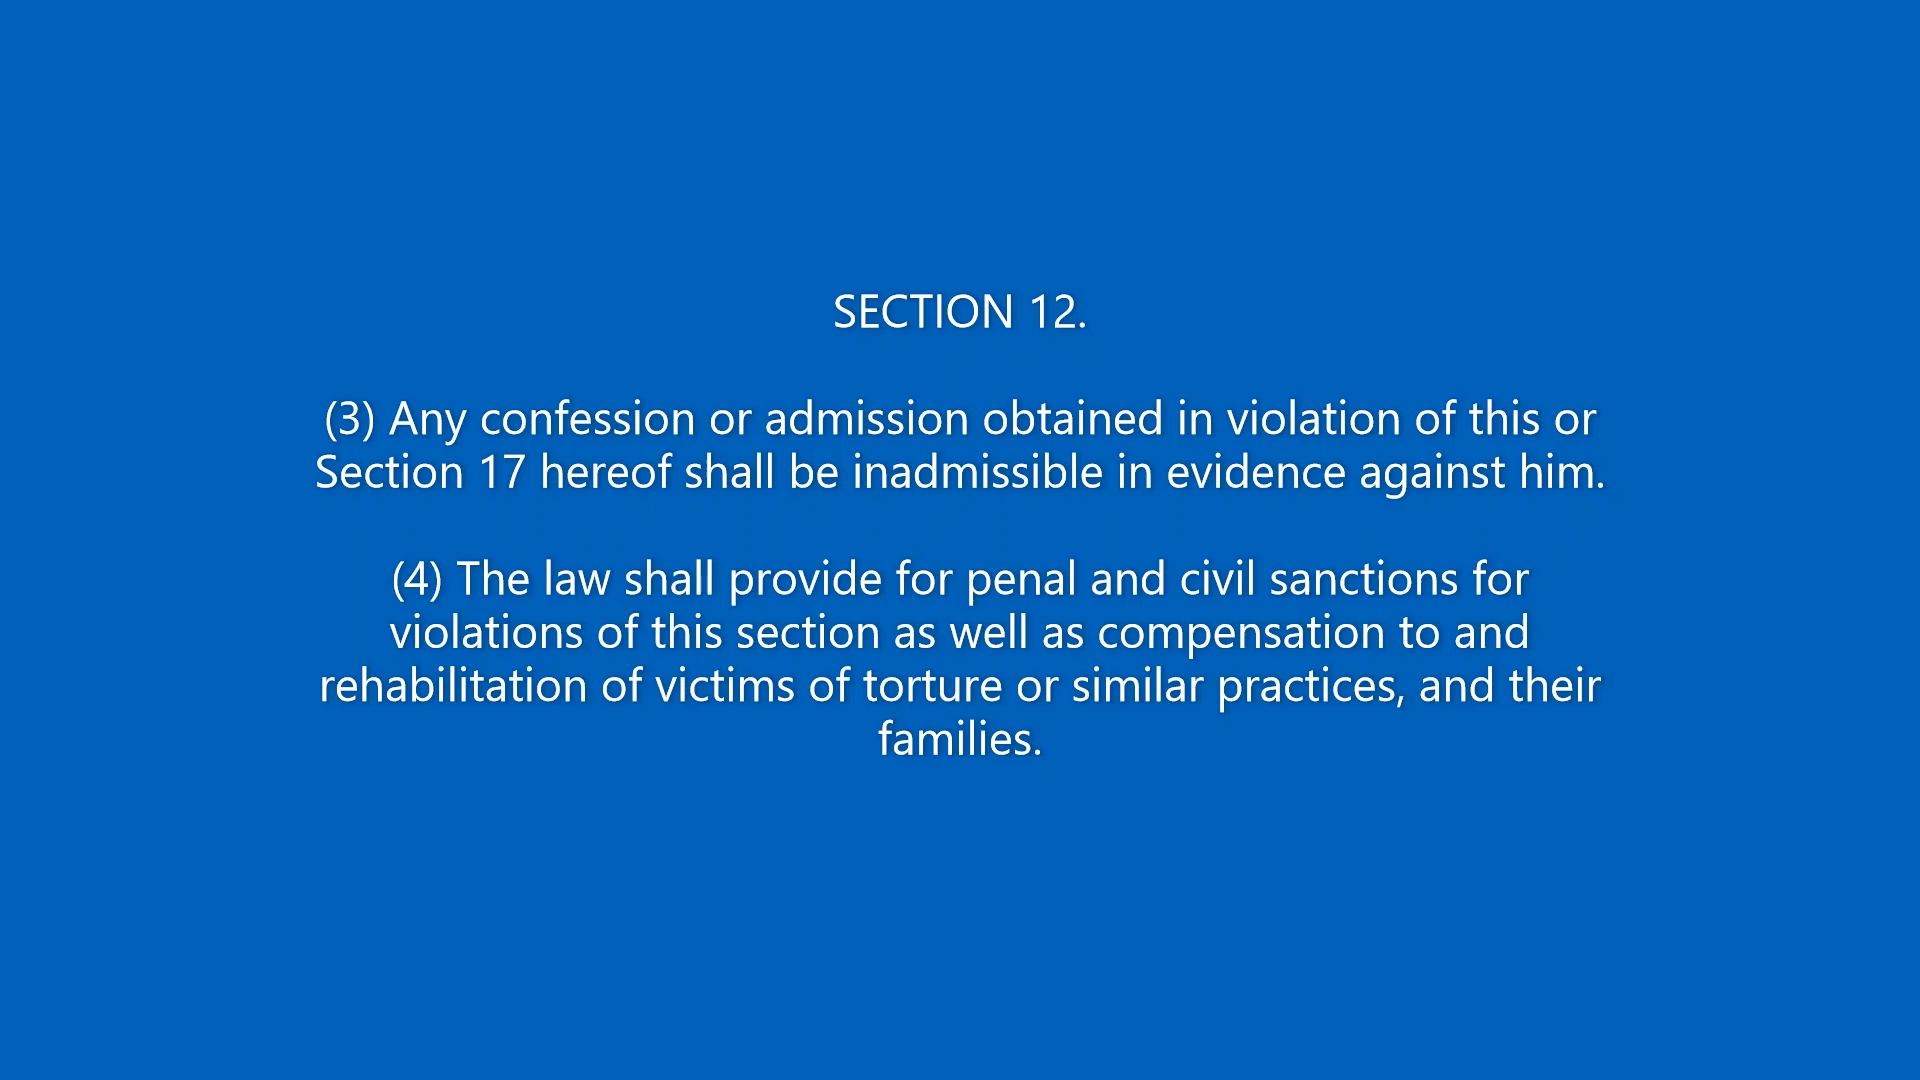 SECTION 12.
(3) Any confession or admission obtained in violation of this or
Section 17 hereof shall be inadmissible in evidence against him.
(4) The law shall provide for penal and civil sanctions for
violations of this section as well as compensation to and
rehabilitation of victims of torture or similar practices, and their
families.